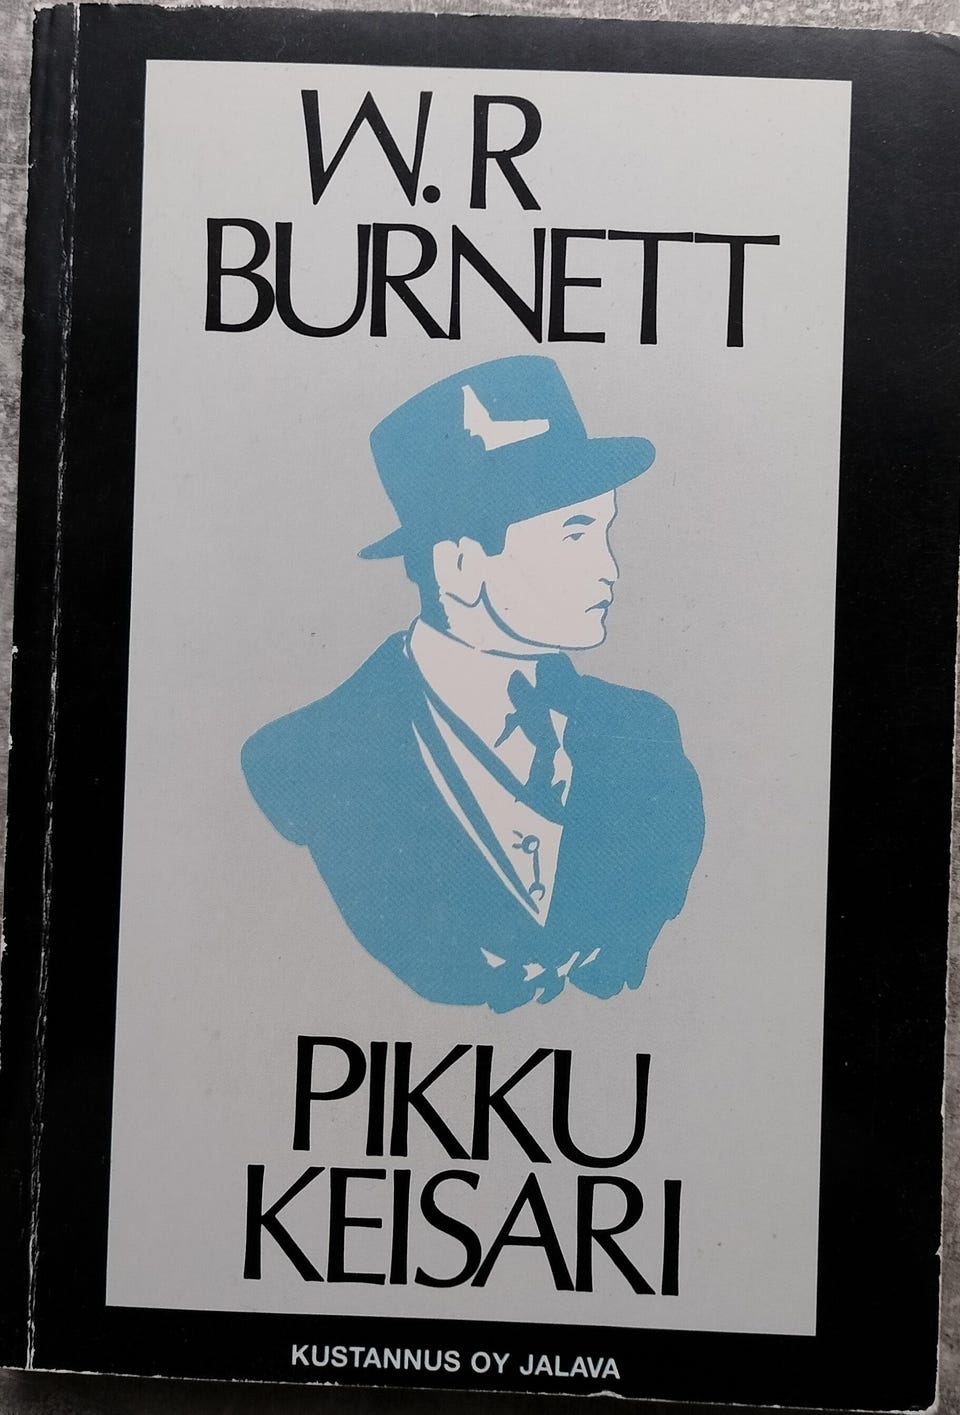 W. R
BURNETT
PIKKU
KEISARI
KUSTANNUS OY JALAVA